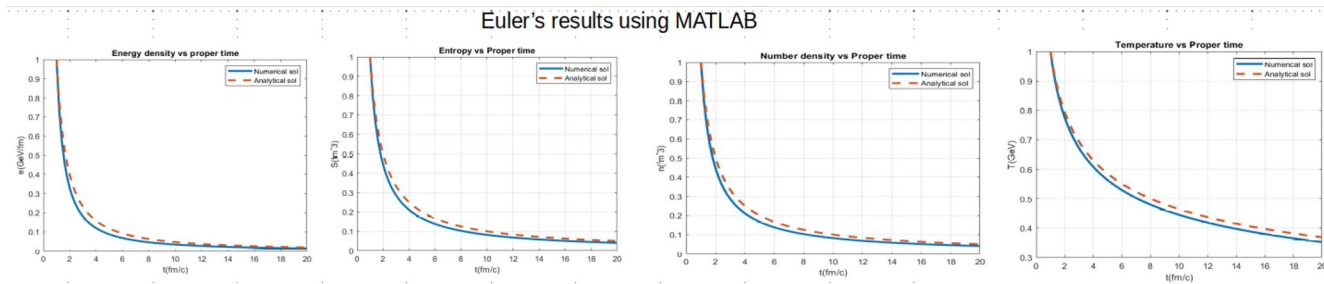 Euler's results using MATLAB
Energy density vs proper time
1
0.9
0.8
0.7
0.6
0.5
0.4
0.3
0.2
0.1
0
e(GeV/fm)
Numerical sol
Analytical sol
0 2 4 6 8 10 12 14 16 18 20
t(fm/c)
Entropy vs Proper time
1
0.9
0.8
0.7
0.6
0.5
0.4
0.3
0.2
0.1
0
Numerical sol
Analytical sol
0 2 4 6 8 10 12 14 16 18 20
t(fm/c)
Number density vs Proper time
1
0.9
0.8
0.7
0.6
0.5
0.4
0.3
0.2
0.1
0
Numerical sol
Analytical sol
0 2 4 6 8 10 12 14 16 18 20
t(fm/c)
Temperature vs Proper time
1
0.9
0.8
0.7
0.6
0.5
0.4
0.3
T(GeV)
Numerical sol
Analytical sol
0 2 4 6 8 10 12 14 16 18 20
t(fm/c)